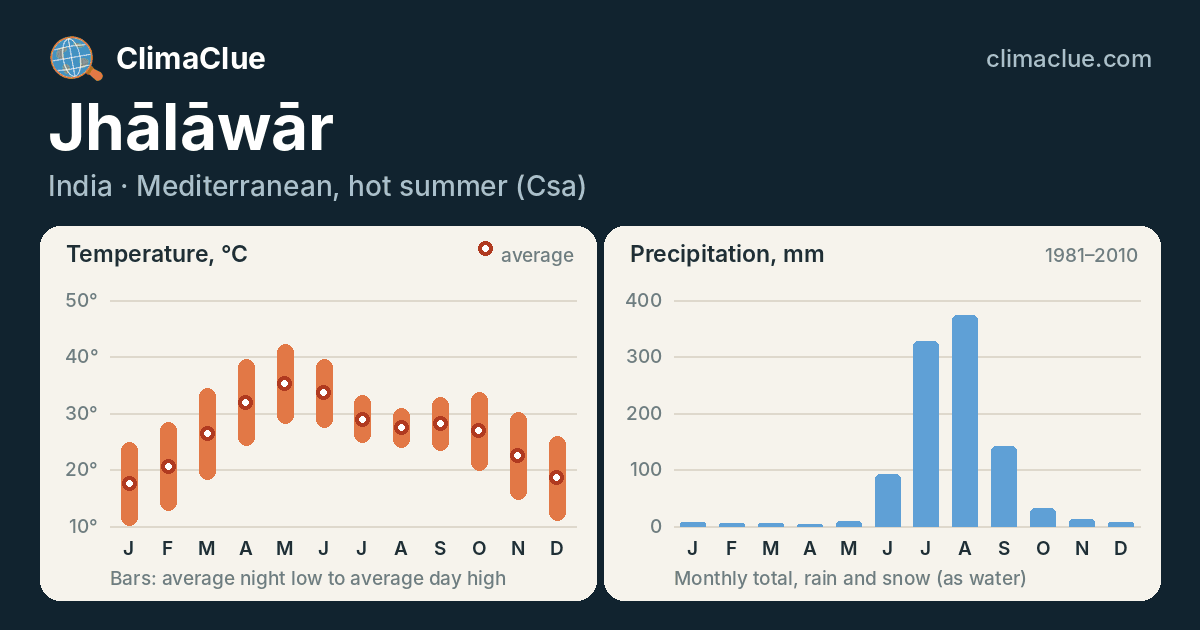 ClimaClue
climaclue.com
Jhālāwār
India · Mediterranean, hot summer (Csa)
Temperature, °C
average
50°
40°
30°
20°
10°
J F M A M J J A S O N D
Bars: average night low to average day high
Precipitation, mm
1981–2010
400
300
200
100
0
J F M A M J J A S O N D
Monthly total, rain and snow (as water)